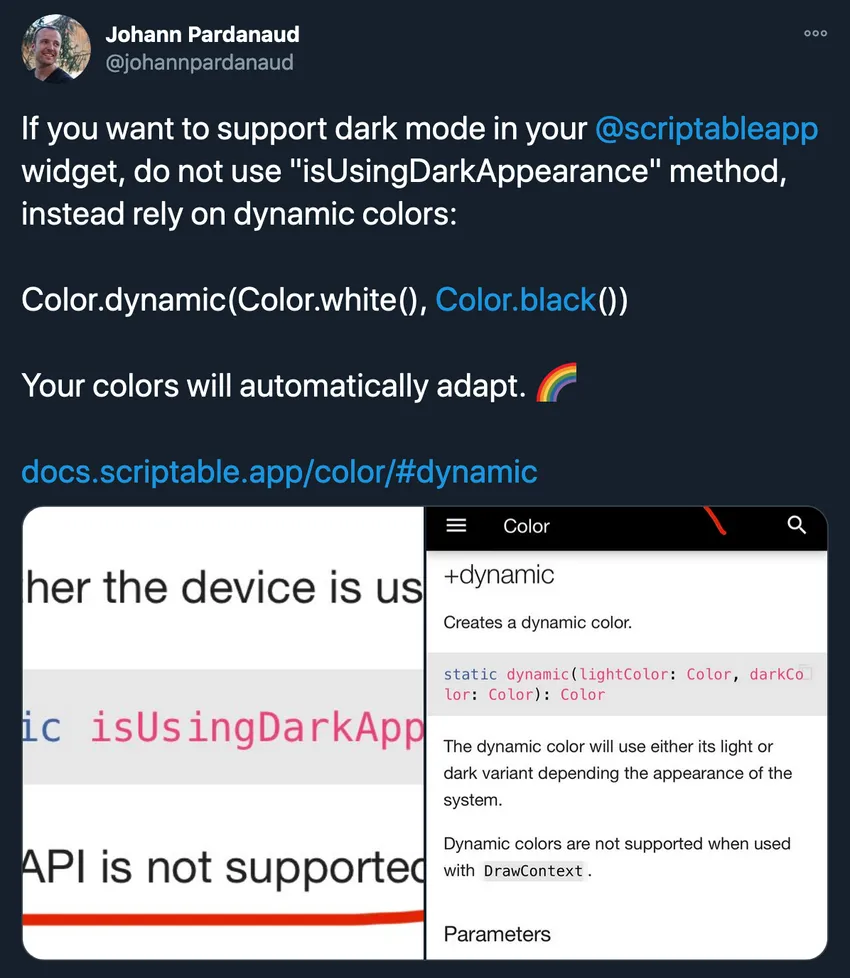 Johann Pardanaud
@johannpardanaud
If you want to support dark mode in your @scriptableapp
widget, do not use "isUsingDarkAppearance" method,
instead rely on dynamic colors:
Color.dynamic(Color.white(), Color.black())
Your colors will automatically adapt. 🌈
docs.scriptable.app/color/#dynamic
ther the device is us
ic isUsingDarkApp
API is not supported
Color
+dynamic
Creates a dynamic color.
static dynamic(lightColor: Color, darkCo
lor: Color): Color
The dynamic color will use either its light or
dark variant depending the appearance of the
system.
Dynamic colors are not supported when used
with DrawContext.
Parameters